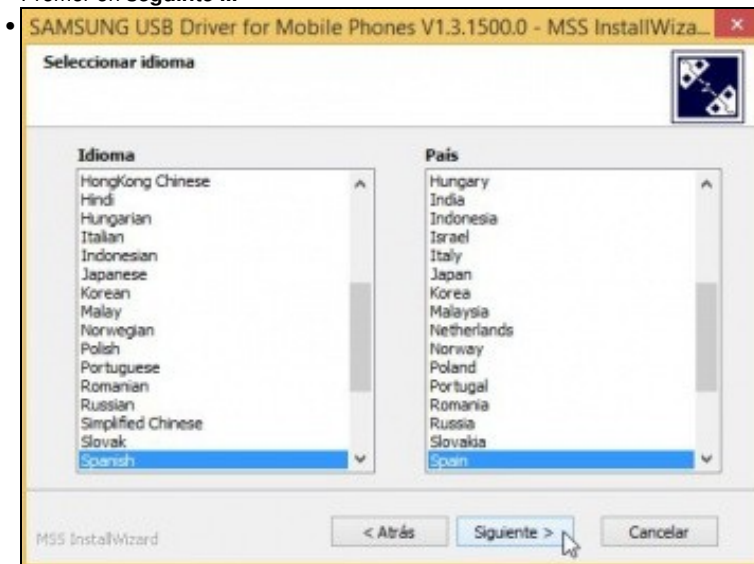 SAMSUNG USB Driver for Mobile Phones V1.3.1500.0 - MSS InstallWiza...
Seleccionar idioma
Idioma
HongKong Chinese
Hindi
Hungarian
Italian
Indonesian
Japanese
Korean
Malay
Norwegian
Polish
Portuguese
Romanian
Russian
Simplified Chinese
Slovak
Spanish
País
Hungary
India
Indonesia
Israel
Italy
Japan
Korea
Malaysia
Netherlands
Norway
Poland
Portugal
Romania
Russia
Slovakia
Spain
MSS InstallWizard
< Atrás
Siguiente >
Cancelar